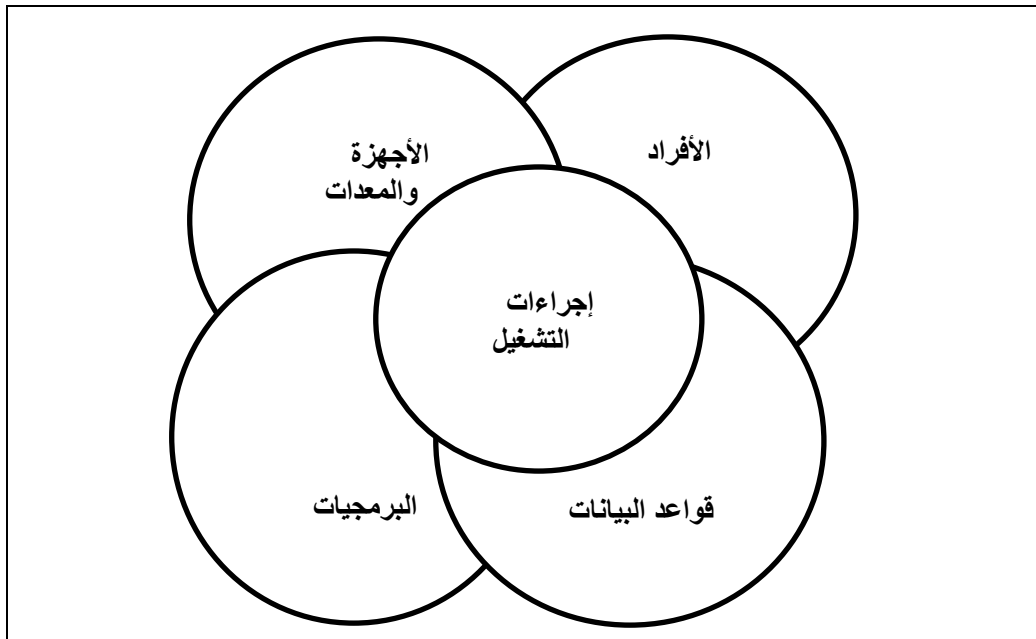 الأفراد
الأجهزة
والمعدات
إجراءات
التشغيل
قواعد البيانات
البرمجيات